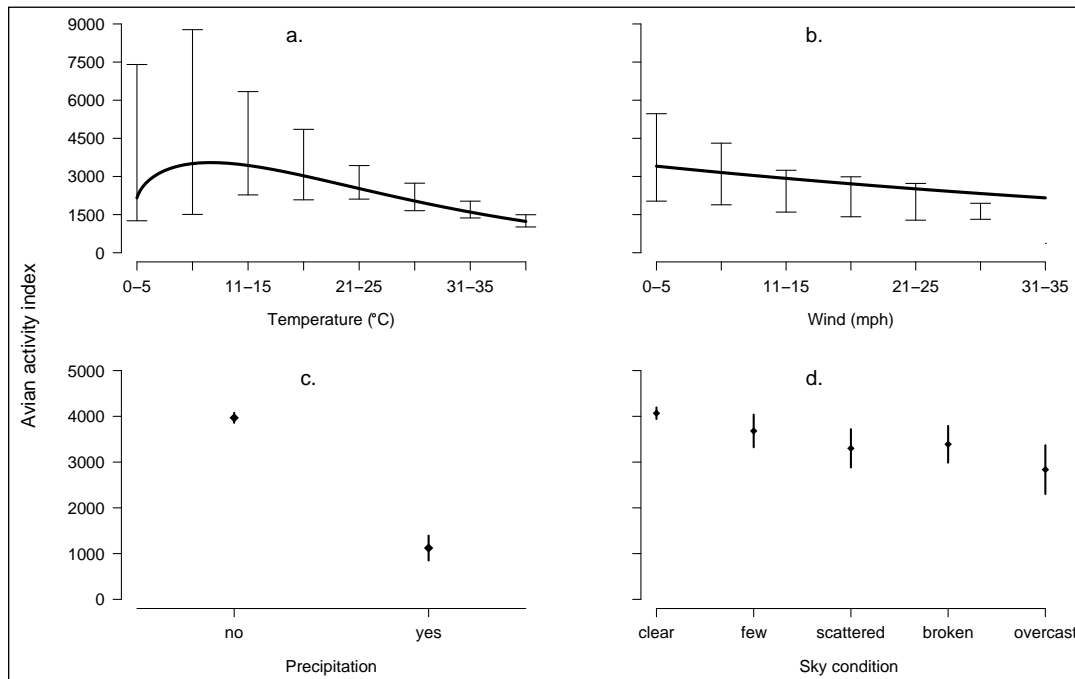 Avian activity index
a.
9000
7500
6000
4500
3000
1500
0
0–5 11–15 21–25 31–35
Temperature (°C)
b.
0–5 11–15 21–25 31–35
Wind (mph)
c.
5000
4000
3000
2000
1000
0
no yes
Precipitation
d.
clear few scattered broken overcast
Sky condition